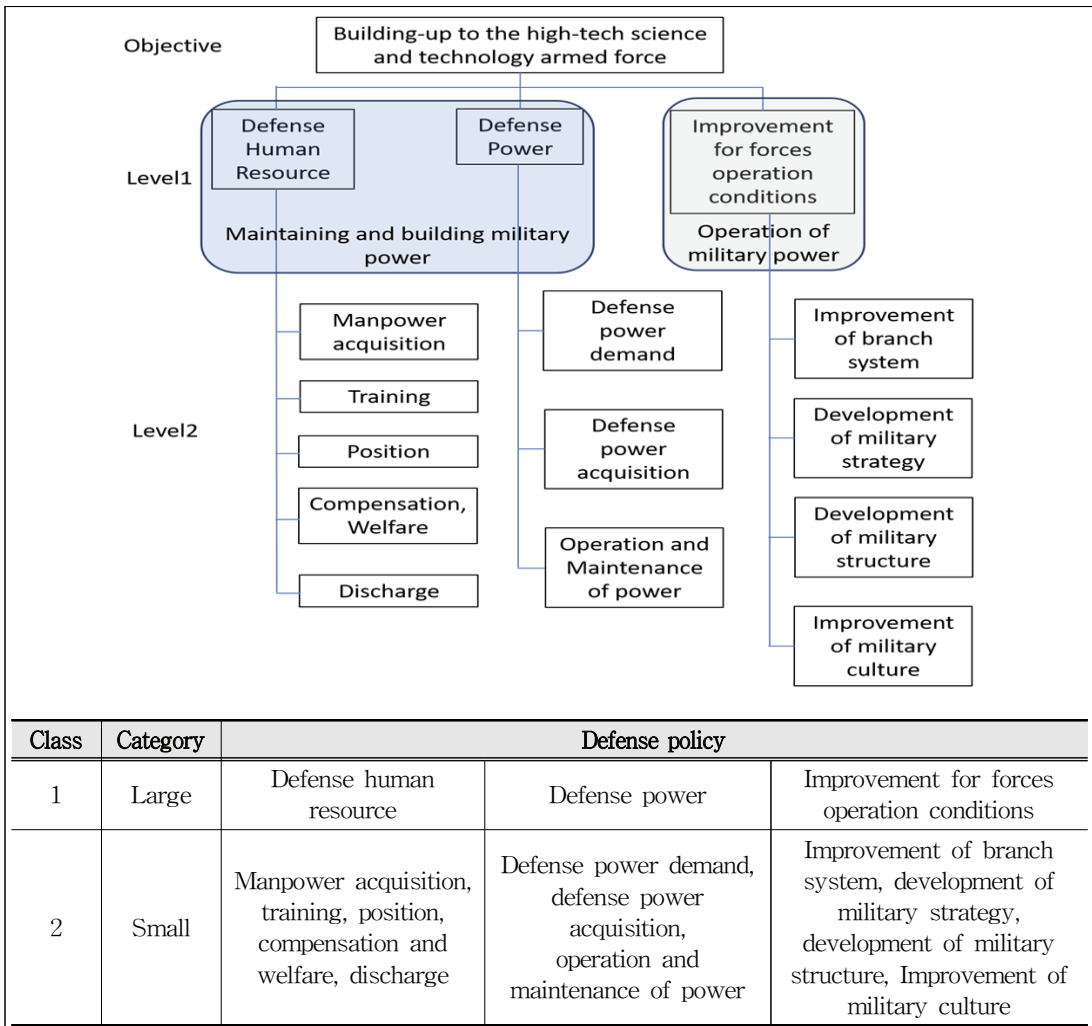 Objective
Building-up to the high-tech science
and technology armed force
Level1
Defense
Human
Resource
Defense
Power
Maintaining and building military
power
Improvement
for forces
operation
conditions
Operation of
military power
Level2
Manpower
acquisition
Training
Position
Compensation,
Welfare
Discharge
Defense
power
demand
Defense
power
acquisition
Operation and
Maintenance
of power
Improvement
of branch
system
Development
of military
strategy
Development
of military
structure
Improvement
of military
culture
Class Category Defense policy
1 Large
Defense human
resource
Defense power
Improvement for forces
operation conditions
2 Small
Manpower acquisition,
training, position,
compensation and
welfare, discharge
Defense power demand,
defense power
acquisition,
operation and
maintenance of power
Improvement of branch
system, development of
military strategy,
development of military
structure, Improvement of
military culture